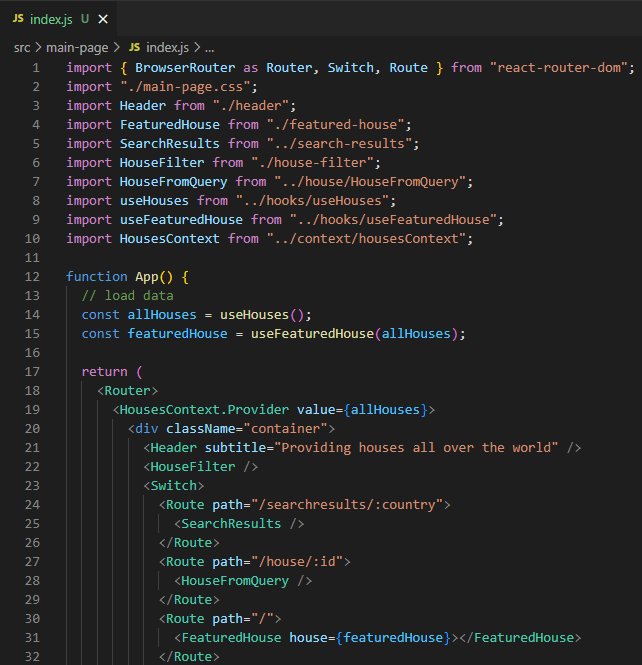 JS index.js U ×
src > main-page > JS index.js > ...
1 import { BrowserRouter as Router, Switch, Route } from "react-router-dom";
2 import "./main-page.css";
3 import Header from "./header";
4 import FeaturedHouse from "./featured-house";
5 import SearchResults from "../search-results";
6 import HouseFilter from "./house-filter";
7 import HouseFromQuery from "../house/HouseFromQuery";
8 import useHouses from "../hooks/useHouses";
9 import useFeaturedHouse from "../hooks/useFeaturedHouse";
10 import HousesContext from "../context/housesContext";
11
12 function App() {
13   // load data
14   const allHouses = useHouses();
15   const featuredHouse = useFeaturedHouse(allHouses);
16
17   return (
18     <Router>
19       <HousesContext.Provider value={allHouses}>
20         <div className="container">
21           <Header subtitle="Providing houses all over the world" />
22           <HouseFilter />
23           <Switch>
24             <Route path="/searchresults/:country">
25               <SearchResults />
26             </Route>
27             <Route path="/house/:id">
28               <HouseFromQuery />
29             </Route>
30             <Route path="/">
31               <FeaturedHouse house={featuredHouse}></FeaturedHouse>
32             </Route>